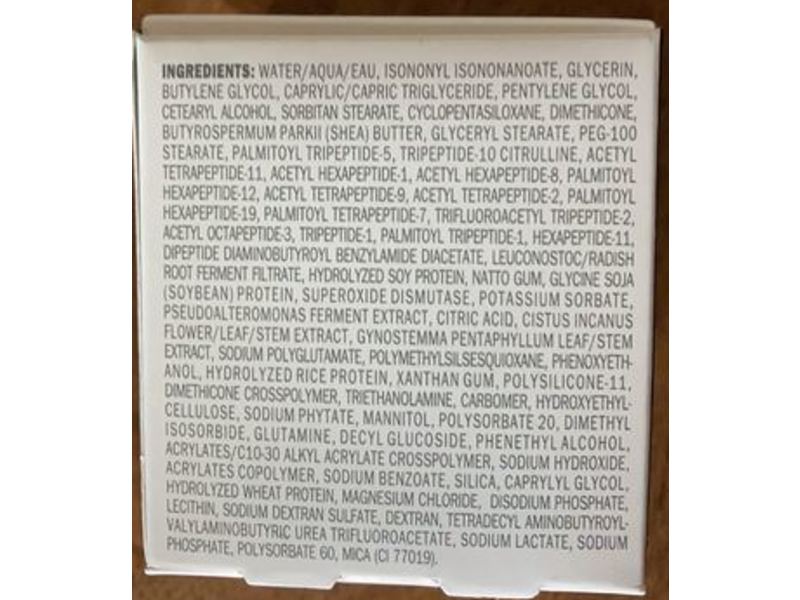 INGREDIENTS: WATER/AQUA/EAU, ISONONYL ISONONANOATE, GLYCERIN,
BUTYLENE GLYCOL, CAPRYLIC/CAPRIC TRIGLYCERIDE, PENTYLENE GLYCOL,
CETEARYL ALCOHOL, SORBITAN STEARATE, CYCLOPENTASILOXANE, DIMETHICONE,
BUTYROSPERMUM PARKII (SHEA) BUTTER, GLYCERYL STEARATE, PEG-100
STEARATE, PALMITOYL TRIPEPTIDE-5, TRIPEPTIDE-10 CITRULLINE, ACETYL
TETRAPEPTIDE-11, ACETYL HEXAPEPTIDE-1, ACETYL HEXAPEPTIDE-8, PALMITOYL
HEXAPEPTIDE-12, ACETYL TETRAPEPTIDE-9, ACETYL TETRAPEPTIDE-2, PALMITOYL
HEXAPEPTIDE-19, PALMITOYL TETRAPEPTIDE-7, TRIFLUOROACETYL TRIPEPTIDE-2,
ACETYL OCTAPEPTIDE-3, TRIPEPTIDE-1, PALMITOYL TRIPEPTIDE-1, HEXAPEPTIDE-11,
DIPEPTIDE DIAMINOBUTYROYL BENZYLAMIDE DIACETATE, LEUCONOSTOC/RADISH
ROOT FERMENT FILTRATE, HYDROLYZED SOY PROTEIN, NATTO GUM, GLYCINE SOJA
(SOYBEAN) PROTEIN, SUPEROXIDE DISMUTASE, POTASSIUM SORBATE,
PSEUDOALTEROMONAS FERMENT EXTRACT, CITRIC ACID, CISTUS INCANUS
FLOWER/LEAF/STEM EXTRACT, GYNOSTEMMA PENTAPHYLLUM LEAF/STEM
EXTRACT, SODIUM POLYGLUTAMATE, POLYMETHYLSILSESQUIOXANE, PHENOXYETH-
ANOL, HYDROLYZED RICE PROTEIN, XANTHAN GUM, POLYSILICONE-11,
DIMETHICONE CROSSPOLYMER, TRIETHANOLAMINE, CARBOMER, HYDROXYETHYL-
CELLULOSE, SODIUM PHYTATE, MANNITOL, POLYSORBATE 20, DIMETHYL
ISOSORBIDE, GLUTAMINE, DECYL GLUCOSIDE, PHENETHYL ALCOHOL,
ACRYLATES/C10-30 ALKYL ACRYLATE CROSSPOLYMER, SODIUM HYDROXIDE,
ACRYLATES COPOLYMER, SODIUM BENZOATE, SILICA, CAPRYLYL GLYCOL,
HYDROLYZED WHEAT PROTEIN, MAGNESIUM CHLORIDE, DISODIUM PHOSPHATE,
LECITHIN, SODIUM DEXTRAN SULFATE, DEXTRAN, TETRADECYL AMINOBUTYROYL-
VALYLAMINOBUTYRIC UREA TRIFLUOROACETATE, SODIUM LACTATE, SODIUM
PHOSPHATE, POLYSORBATE 60, MICA (CI 77019).